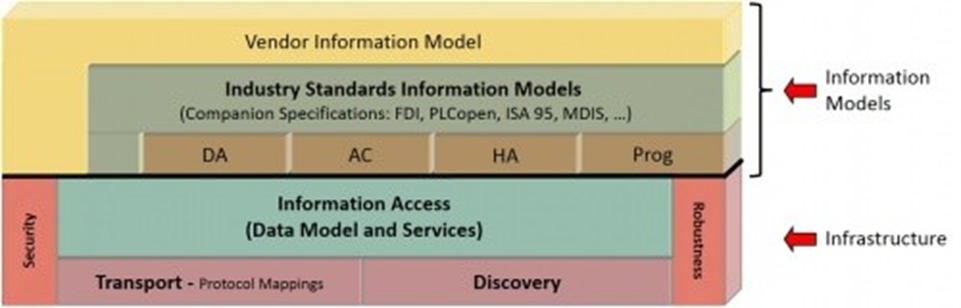 Vendor Information Model
Industry Standards Information Models
(Companion Specifications: FDI, PLCopen, ISA 95, MDIS, ...)
DA
AC
HA
Prog
Information
Models
Security
Information Access
(Data Model and Services)
Robustness
Infrastructure
Transport - Protocol Mappings
Discovery